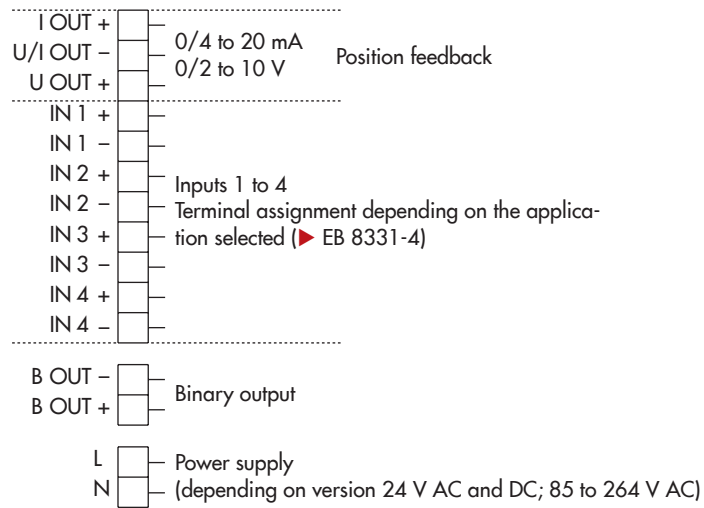 I OUT +
U/I OUT –
U OUT +
0/4 to 20 mA
0/2 to 10 V
Position feedback
IN 1 +
IN 1 –
IN 2 +
IN 2 –
IN 3 +
IN 3 –
IN 4 +
IN 4 –
Inputs 1 to 4
Terminal assignment depending on the applica-
tion selected (▶ EB 8331-4)
B OUT –
B OUT +
Binary output
L
N
Power supply
(depending on version 24 V AC and DC; 85 to 264 V AC)